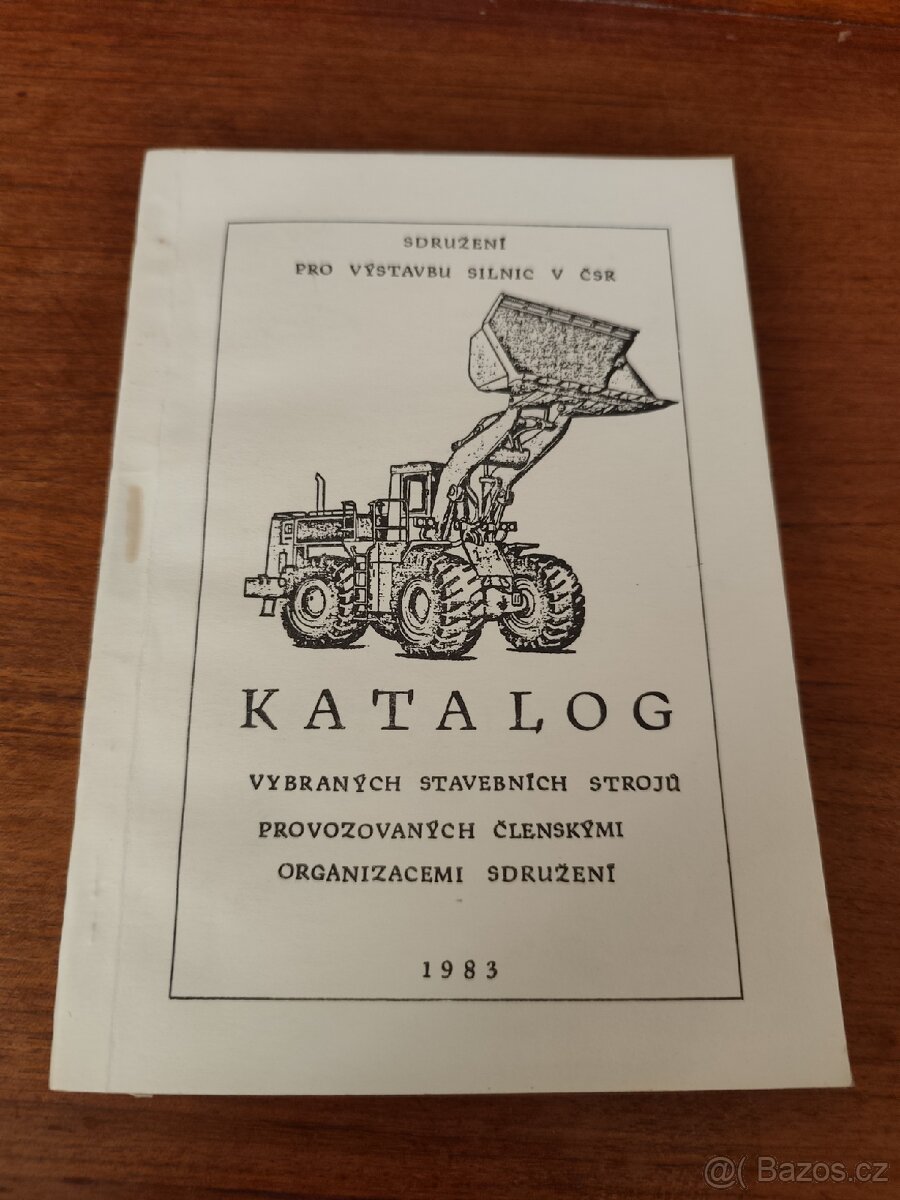 SDRUŽENÍ
PRO VÝSTAVBU SILNIC V ČSR
KATALOG
VYBRANÝCH STAVEBNÍCH STROJŮ
PROVOZOVANÝCH ČLENSKÝMI
ORGANIZACEMI SDRUŽENÍ
1983
@( Bazos.cz